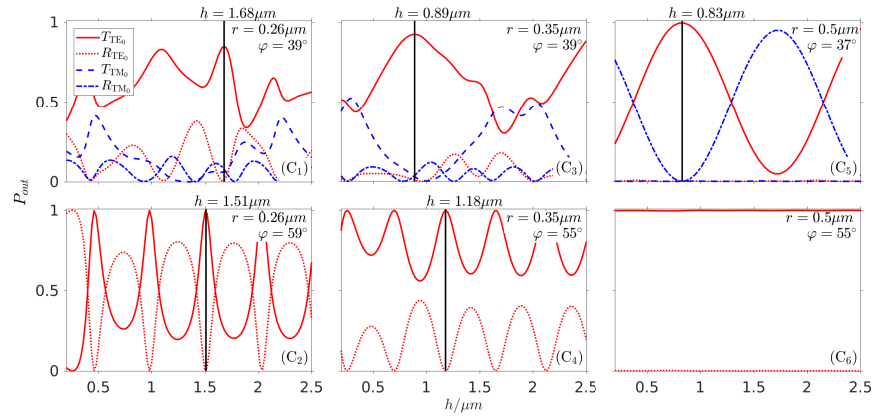 h = 1.68μm
h = 0.89μm
h = 0.83μm
1
0.5
0
T_TE₀
R_TE₀
T_TM₀
R_TM₀
r = 0.26μm
φ = 39°
(C₁)
r = 0.35μm
φ = 39°
(C₃)
r = 0.5μm
φ = 37°
(C₅)
P_out
h = 1.51μm
h = 1.18μm
1
0.5
0
r = 0.26μm
φ = 59°
(C₂)
r = 0.35μm
φ = 55°
(C₄)
r = 0.5μm
φ = 55°
(C₆)
0.5 1 1.5 2 2.5
0.5 1 1.5 2 2.5
0.5 1 1.5 2 2.5
h/μm